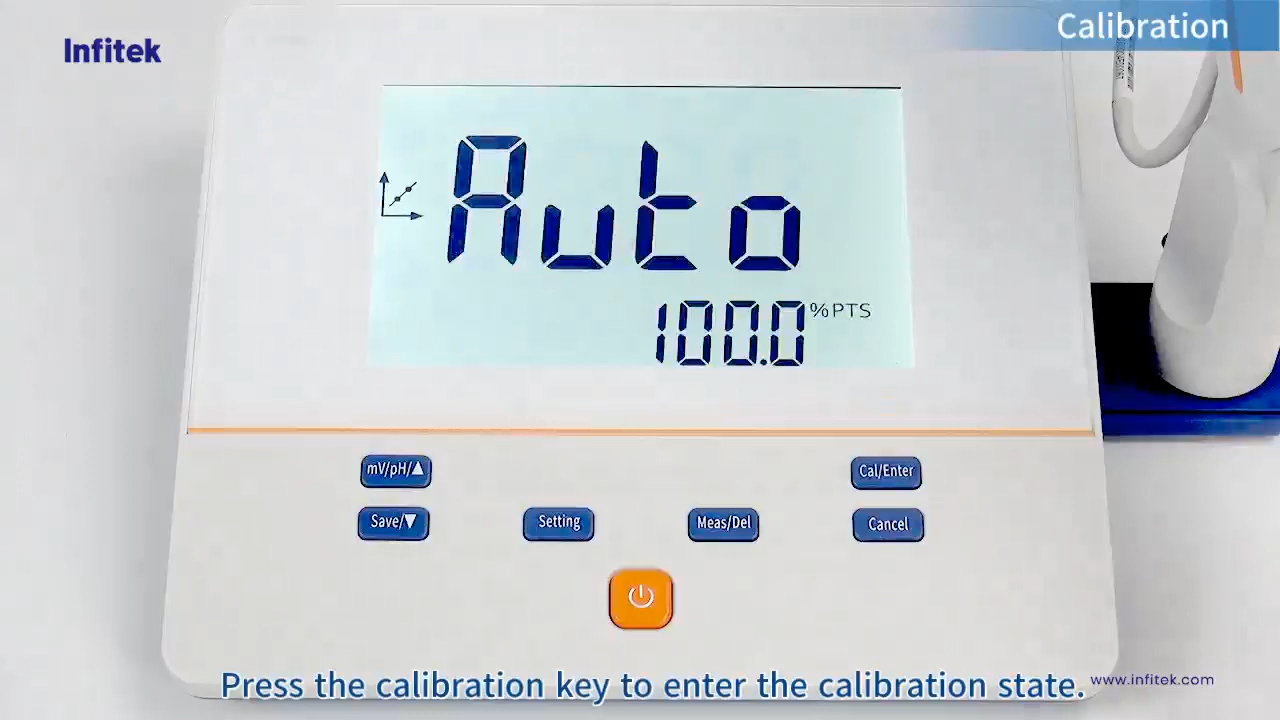 Calibration
Infitek
Auto
100.0 %PTS
mV/pH/▲
Cal/Enter
Save/▼
Setting
Meas/Del
Cancel
Press the calibration key to enter the calibration state.
www.infitek.com